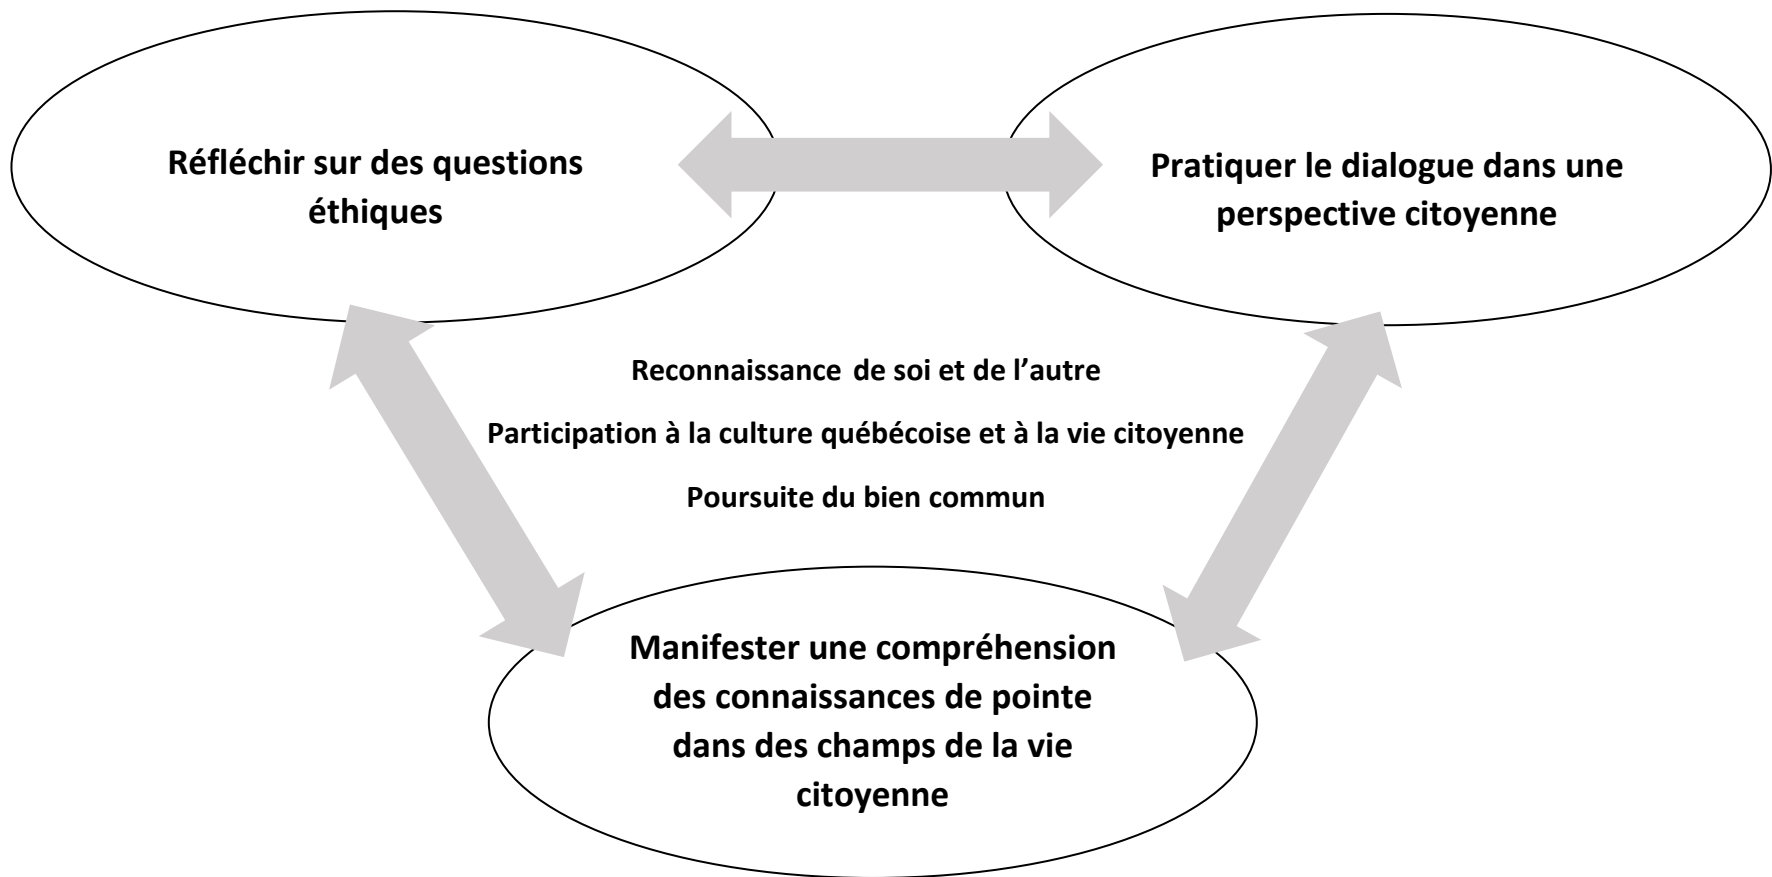 Réfléchir sur des questions
éthiques
Pratiquer le dialogue dans une
perspective citoyenne
Reconnaissance de soi et de l’autre
Participation à la culture québécoise et à la vie citoyenne
Poursuite du bien commun
Manifester une compréhension
des connaissances de pointe
dans des champs de la vie
citoyenne